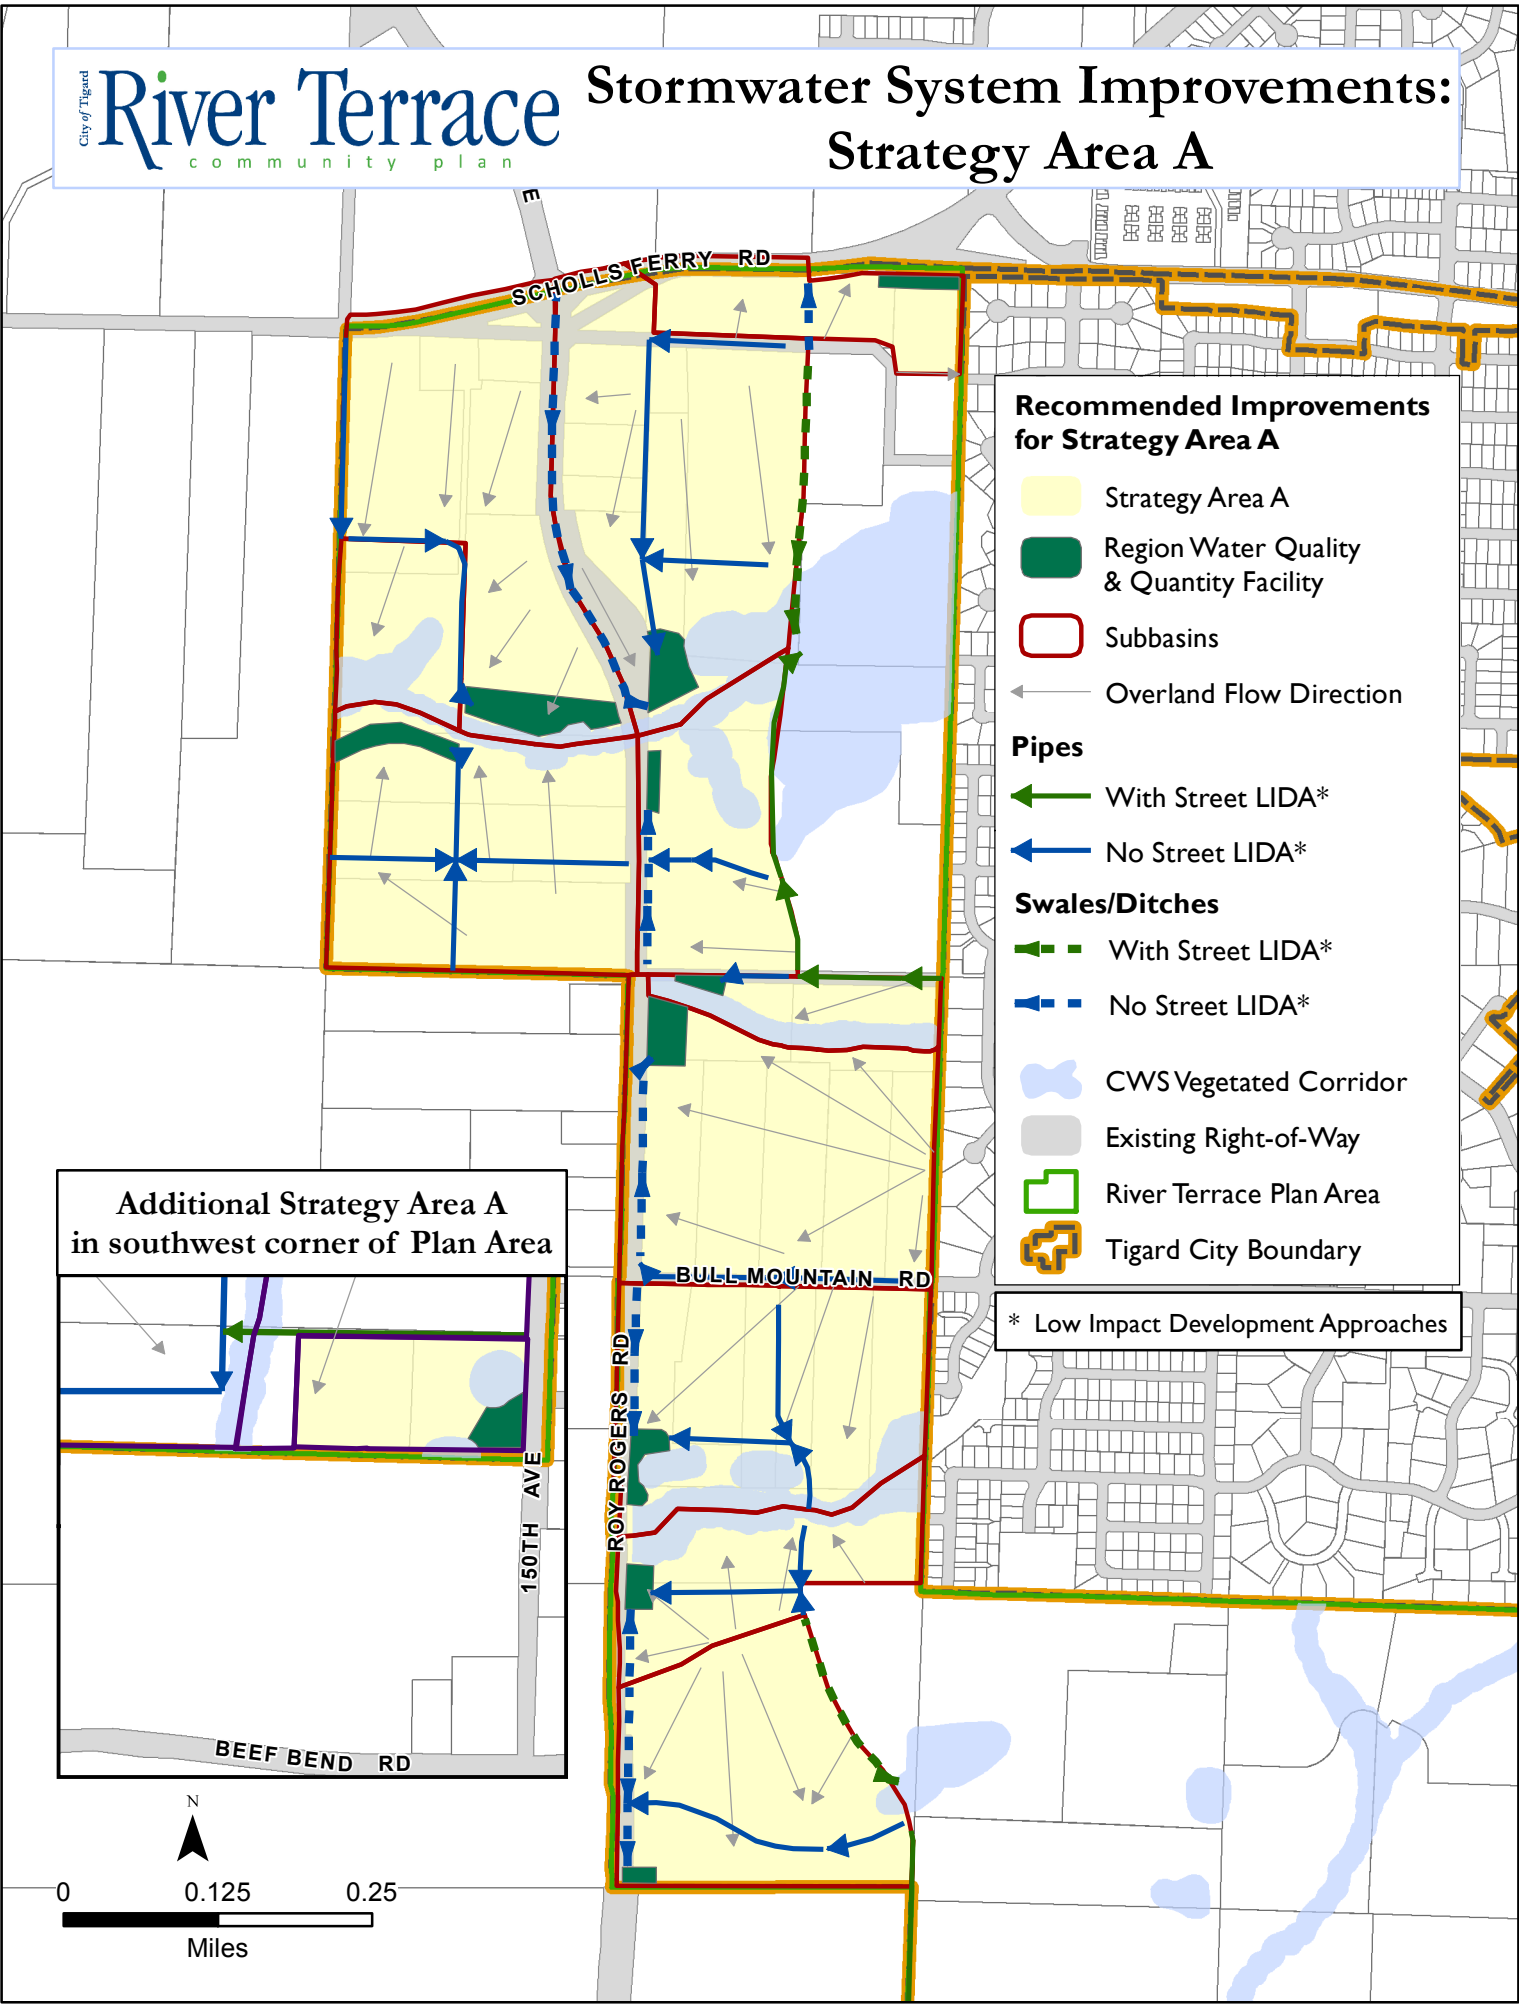 City of Tigard
River Terrace
community plan
Stormwater System Improvements:
Strategy Area A
E
SCHOLLS FERRY RD
Recommended Improvements
for Strategy Area A
Strategy Area A
Region Water Quality
& Quantity Facility
Subbasins
Overland Flow Direction
Pipes
With Street LIDA*
No Street LIDA*
Swales/Ditches
With Street LIDA*
No Street LIDA*
CWS Vegetated Corridor
Existing Right-of-Way
River Terrace Plan Area
Tigard City Boundary
* Low Impact Development Approaches
BULL MOUNTAIN RD
ROY ROGERS RD
Additional Strategy Area A
in southwest corner of Plan Area
150TH AVE
BEEF BEND RD
N
0 0.125 0.25
Miles